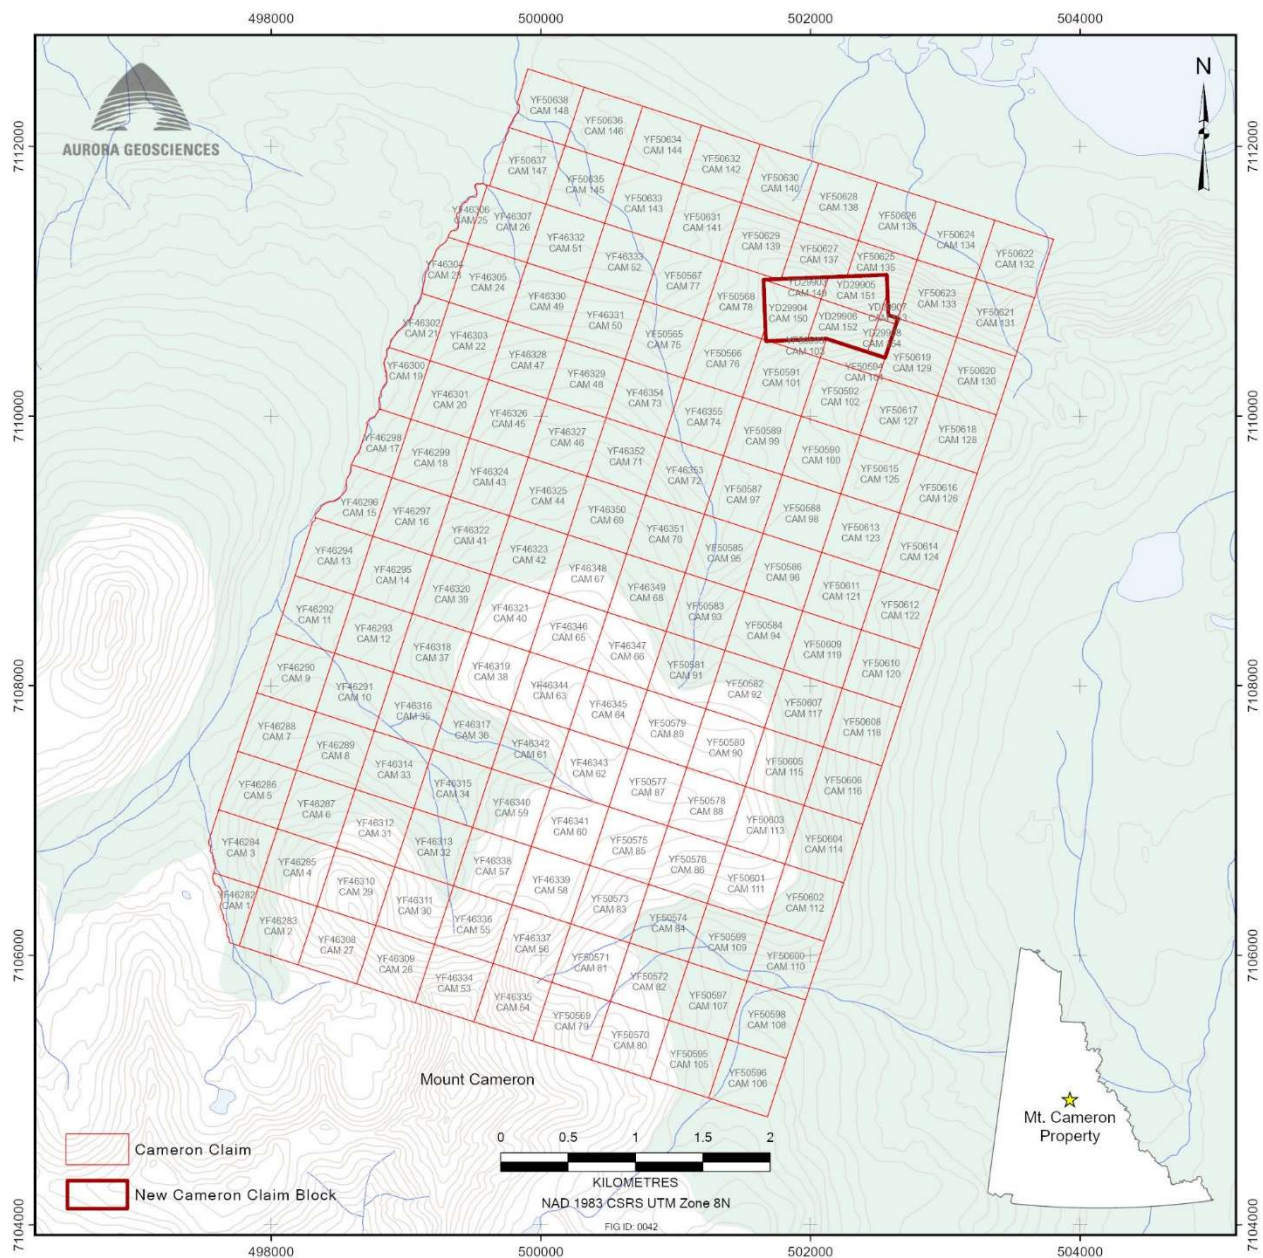 498000
500000
502000
504000
7112000
7110000
7108000
7106000
7104000
AURORA GEOSCIENCES
N
YF50638
CAM 148
YF50636
CAM 146
YF50634
CAM 144
YF50632
CAM 142
YF50630
CAM 140
YF50628
CAM 138
YF50626
CAM 136
YF50624
CAM 134
YF50622
CAM 132
YF50637
CAM 147
YF50635
CAM 145
YF50633
CAM 143
YF50631
CAM 141
YF50629
CAM 139
YF50627
CAM 137
YF50625
CAM 135
YF50623
CAM 133
YF50621
CAM 131
YF46306
CAM 25
YF46307
CAM 26
YF46332
CAM 51
YF46333
CAM 52
YF50567
CAM 77
YF50568
CAM 78
YD29903
CAM 149
YD29905
CAM 151
YD29904
CAM 150
YD29906
CAM 152
YD29907
CAM 103
YF50594
YF50619
CAM 129
YF50620
CAM 130
YF46304
CAM 23
YF46305
CAM 24
YF46330
CAM 49
YF46331
CAM 50
YF50565
CAM 75
YF50566
CAM 76
YF50591
CAM 101
YF50592
CAM 102
YF50617
CAM 127
YF50618
CAM 128
YF46302
CAM 21
YF46303
CAM 22
YF46328
CAM 47
YF46329
CAM 48
YF46354
CAM 73
YF46355
CAM 74
YF50589
CAM 99
YF50590
CAM 100
YF50615
CAM 125
YF50616
CAM 126
YF46300
CAM 19
YF46301
CAM 20
YF46326
CAM 45
YF46327
CAM 46
YF46352
CAM 71
YF46353
CAM 72
YF50587
CAM 97
YF50588
CAM 98
YF50613
CAM 123
YF50614
CAM 124
YF46298
CAM 17
YF46299
CAM 18
YF46324
CAM 43
YF46325
CAM 44
YF46350
CAM 69
YF46351
CAM 70
YF50585
CAM 95
YF50586
CAM 96
YF50611
CAM 121
YF50612
CAM 122
YF46296
CAM 15
YF46297
CAM 16
YF46322
CAM 41
YF46323
CAM 42
YF46348
CAM 67
YF46349
CAM 68
YF50583
CAM 93
YF50584
CAM 94
YF50609
CAM 119
YF50610
CAM 120
YF46294
CAM 13
YF46295
CAM 14
YF46320
CAM 39
YF46321
CAM 40
YF46346
CAM 65
YF46347
CAM 66
YF50581
CAM 91
YF50582
CAM 92
YF50607
CAM 117
YF50608
CAM 118
YF46292
CAM 11
YF46293
CAM 12
YF46318
CAM 37
YF46319
CAM 38
YF46344
CAM 63
YF46345
CAM 64
YF50579
CAM 89
YF50580
CAM 90
YF50605
CAM 115
YF50606
CAM 116
YF46290
CAM 9
YF46291
CAM 10
YF46316
CAM 35
YF46317
CAM 36
YF46342
CAM 61
YF46343
CAM 62
YF50577
CAM 87
YF50578
CAM 88
YF50603
CAM 113
YF50604
CAM 114
YF46288
CAM 7
YF46289
CAM 8
YF46314
CAM 33
YF46315
CAM 34
YF46340
CAM 59
YF46341
CAM 60
YF50575
CAM 85
YF50576
CAM 86
YF50601
CAM 111
YF50602
CAM 112
YF46286
CAM 5
YF46287
CAM 6
YF46312
CAM 31
YF46313
CAM 32
YF46338
CAM 57
YF46339
CAM 58
YF50573
CAM 83
YF50574
CAM 84
YF50599
CAM 109
YF50600
CAM 110
YF46284
CAM 3
YF46285
CAM 4
YF46310
CAM 29
YF46311
CAM 30
YF46336
CAM 55
YF46337
CAM 56
YF50571
CAM 81
YF50572
CAM 82
YF50597
CAM 107
YF50598
CAM 108
YF46282
CAM 1
YF46283
CAM 2
YF46308
CAM 27
YF46309
CAM 28
YF46334
CAM 53
YF46335
CAM 54
YF50569
CAM 79
YF50570
CAM 80
YF50595
CAM 105
YF50596
CAM 106
Mount Cameron
Mt. Cameron
Property
Cameron Claim
New Cameron Claim Block
0 0.5 1 1.5 2
KILOMETRES
NAD 1983 CSRS UTM Zone 8N
FIG ID: 0042
7112000
7110000
7108000
7106000
7104000
498000
500000
502000
504000